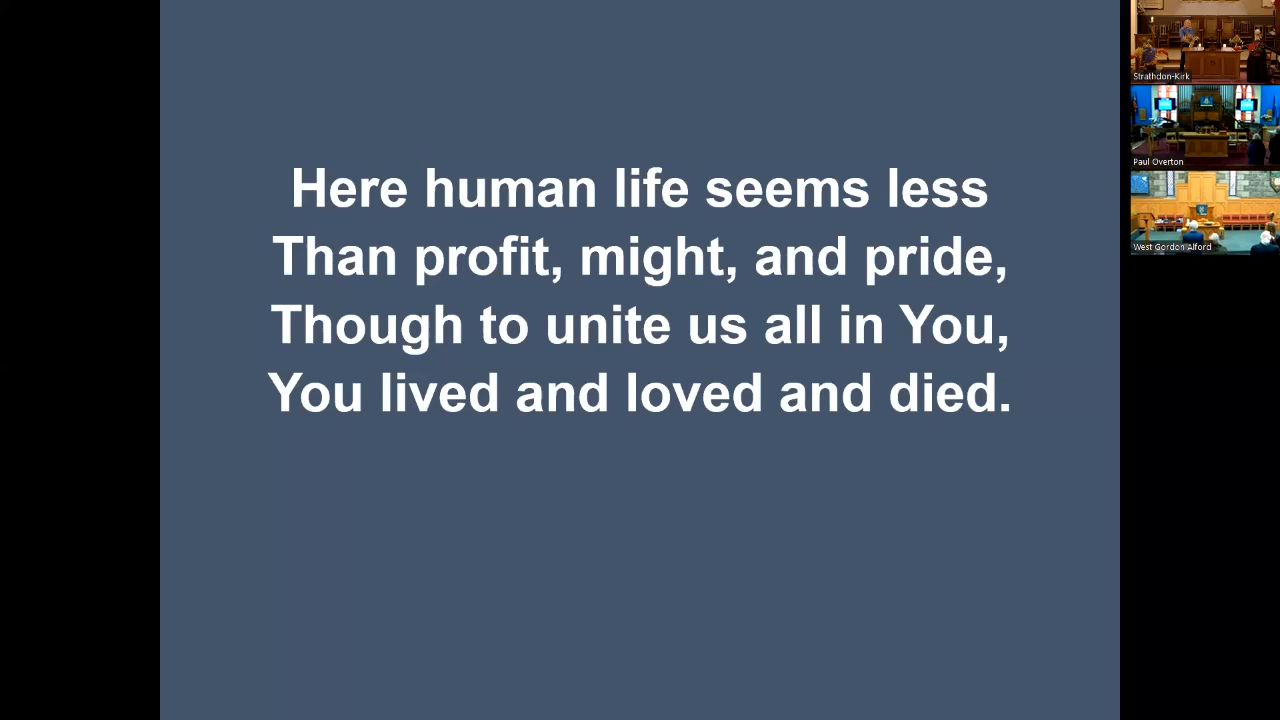 Here human life seems less
Than profit, might, and pride,
Though to unite us all in You,
You lived and loved and died.
Strathdon-Kirk
Paul Overton
West Gordon Alford